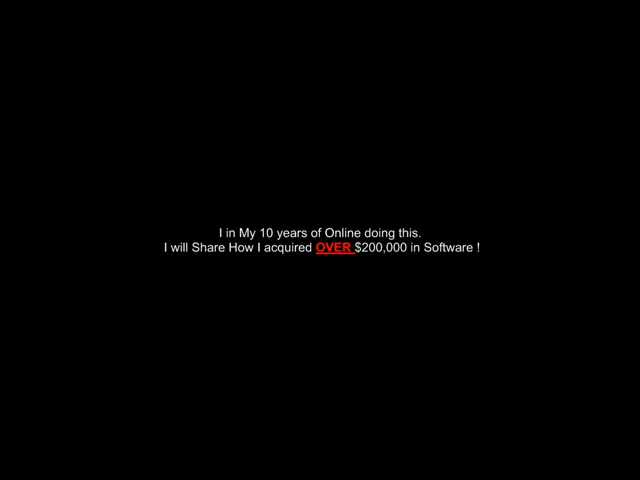 I in My 10 years of Online doing this.
I will Share How I acquired OVER $200,000 in Software !